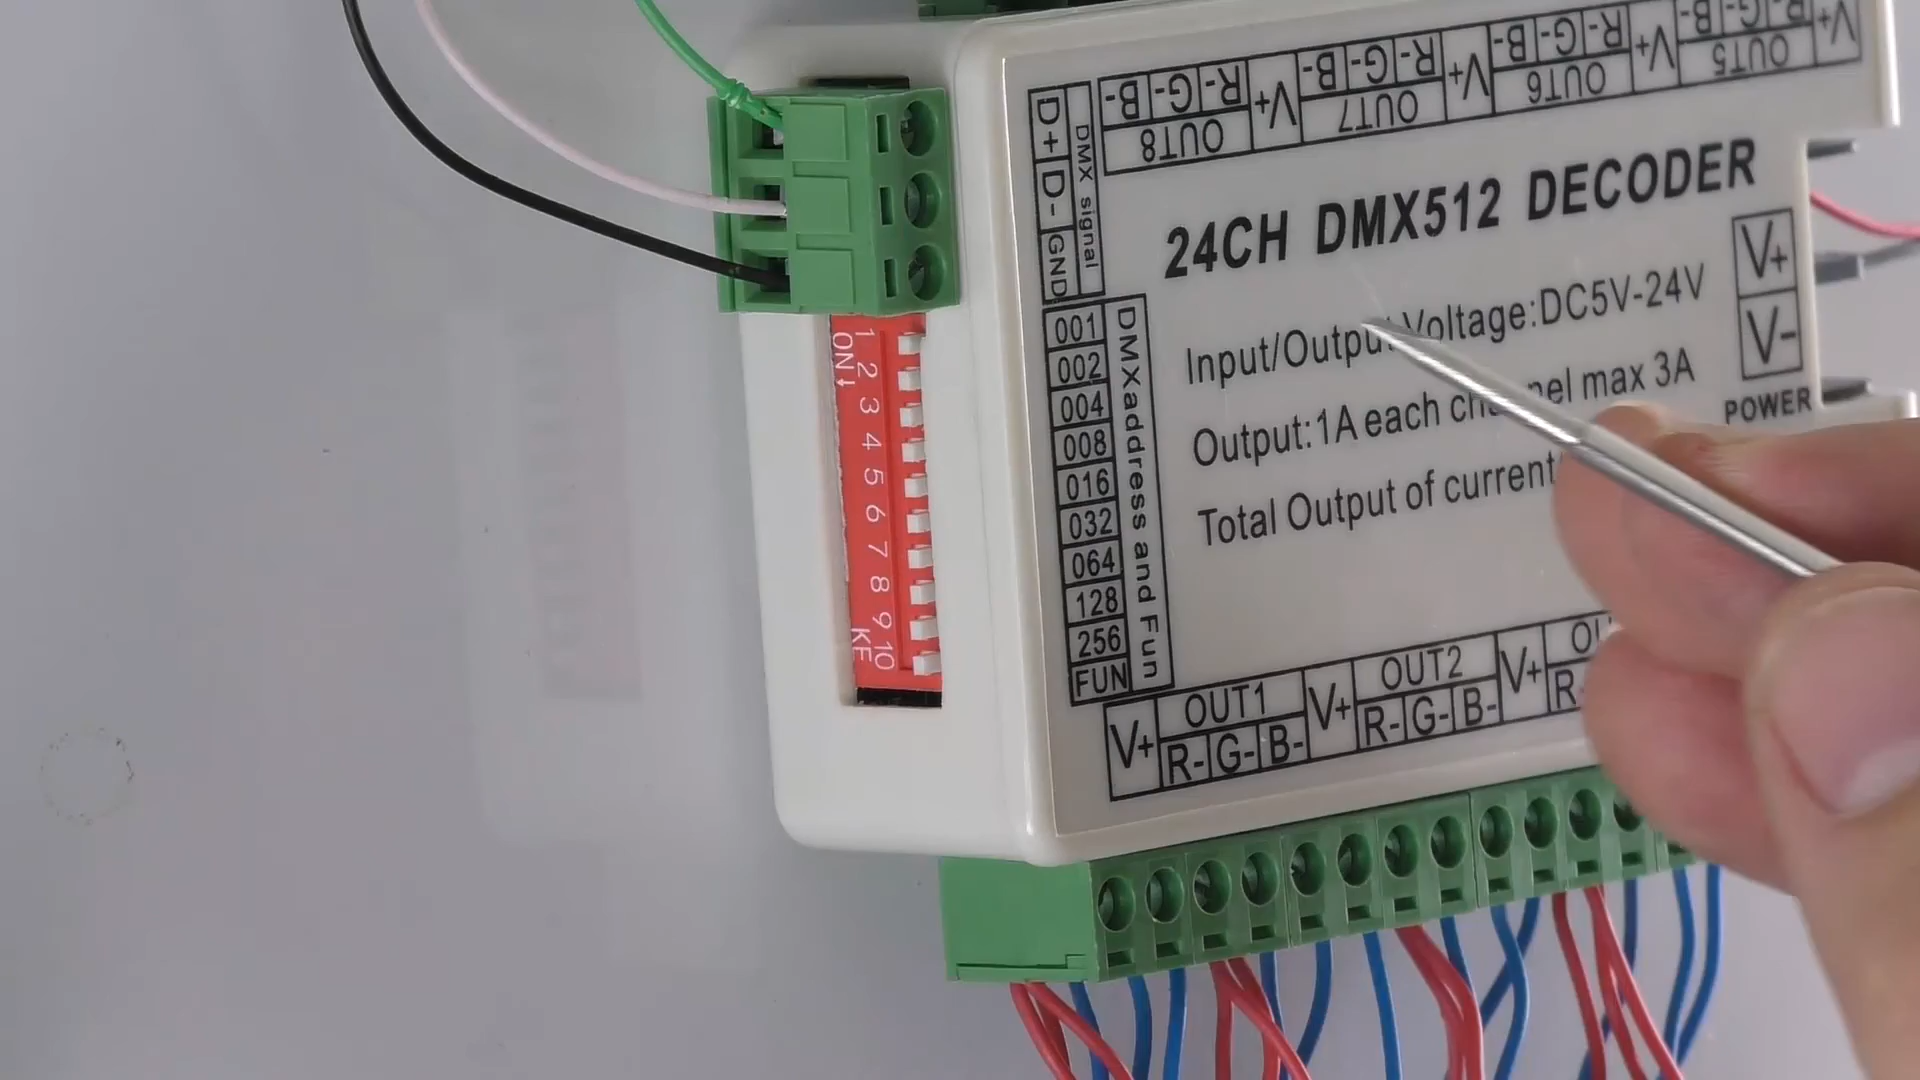 B- G- R- V+ B- G- R- V+ B- G- R- V+ B- G- R- V+
OUT8 OUT7 OUT6 OUT5
D+ D- GND
DMX signal
24CH DMX512 DECODER
Input/Output Voltage:DC5V-24V
Output:1A each channel max 3A
Total Output of current
V+
V-
POWER
001
002
004
008
016
032
064
128
256
FUN
DMXaddress and Fun
ON↓
1 2 3 4 5 6 7 8 9 10
KF
OUT1 OUT2
V+ R- G- B- V+ R- G- B- V+ R-